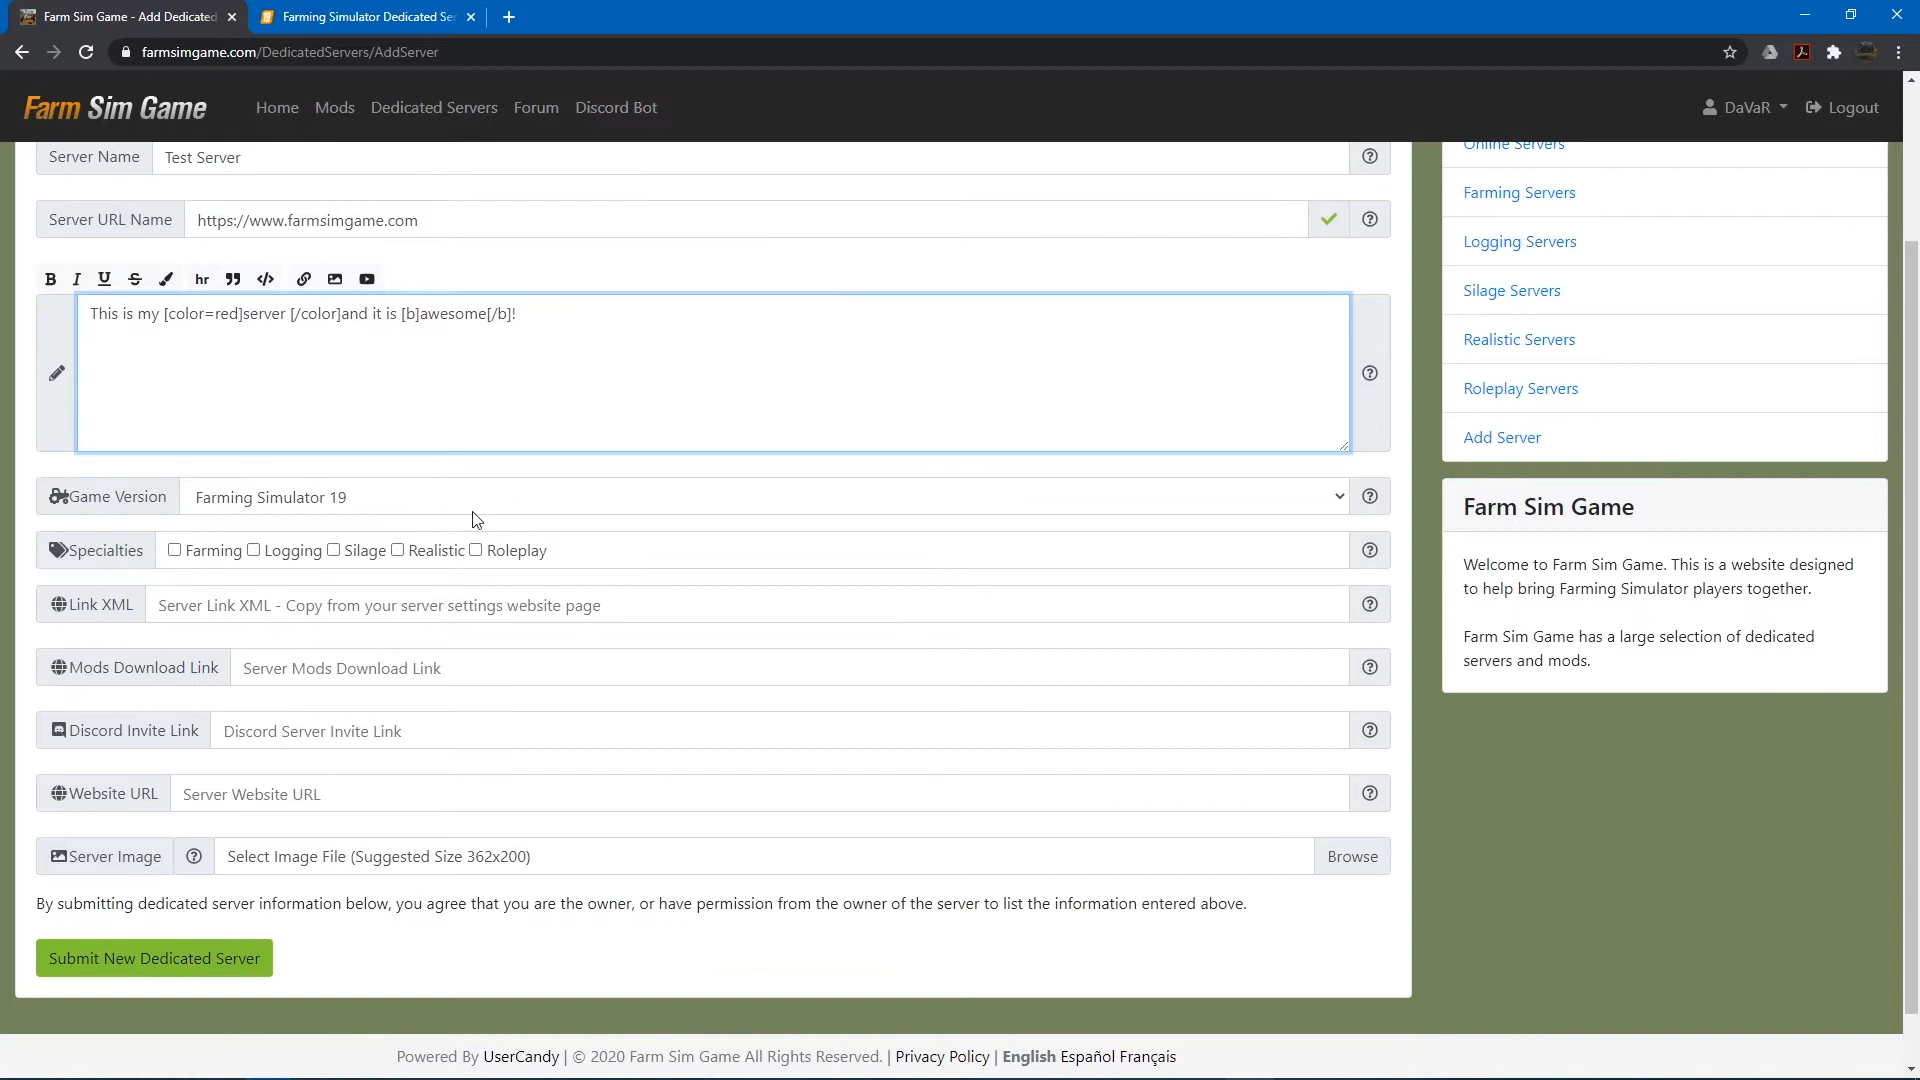 Farm Sim Game - Add Dedicated
Farming Simulator Dedicated Ser
farmsimgame.com/DedicatedServers/AddServer
Farm Sim Game
Home Mods Dedicated Servers Forum Discord Bot
DaVaR Logout
Server Name Test Server
Server URL Name https://www.farmsimgame.com
B I U S hr
This is my [color=red]server [/color]and it is [b]awesome[/b]!
Game Version Farming Simulator 19
Specialties Farming Logging Silage Realistic Roleplay
Link XML Server Link XML - Copy from your server settings website page
Mods Download Link Server Mods Download Link
Discord Invite Link Discord Server Invite Link
Website URL Server Website URL
Server Image Select Image File (Suggested Size 362x200) Browse
By submitting dedicated server information below, you agree that you are the owner, or have permission from the owner of the server to list the information entered above.
Submit New Dedicated Server
Online Servers
Farming Servers
Logging Servers
Silage Servers
Realistic Servers
Roleplay Servers
Add Server
Farm Sim Game
Welcome to Farm Sim Game. This is a website designed
to help bring Farming Simulator players together.
Farm Sim Game has a large selection of dedicated
servers and mods.
Powered By UserCandy | © 2020 Farm Sim Game All Rights Reserved. | Privacy Policy | English Español Français